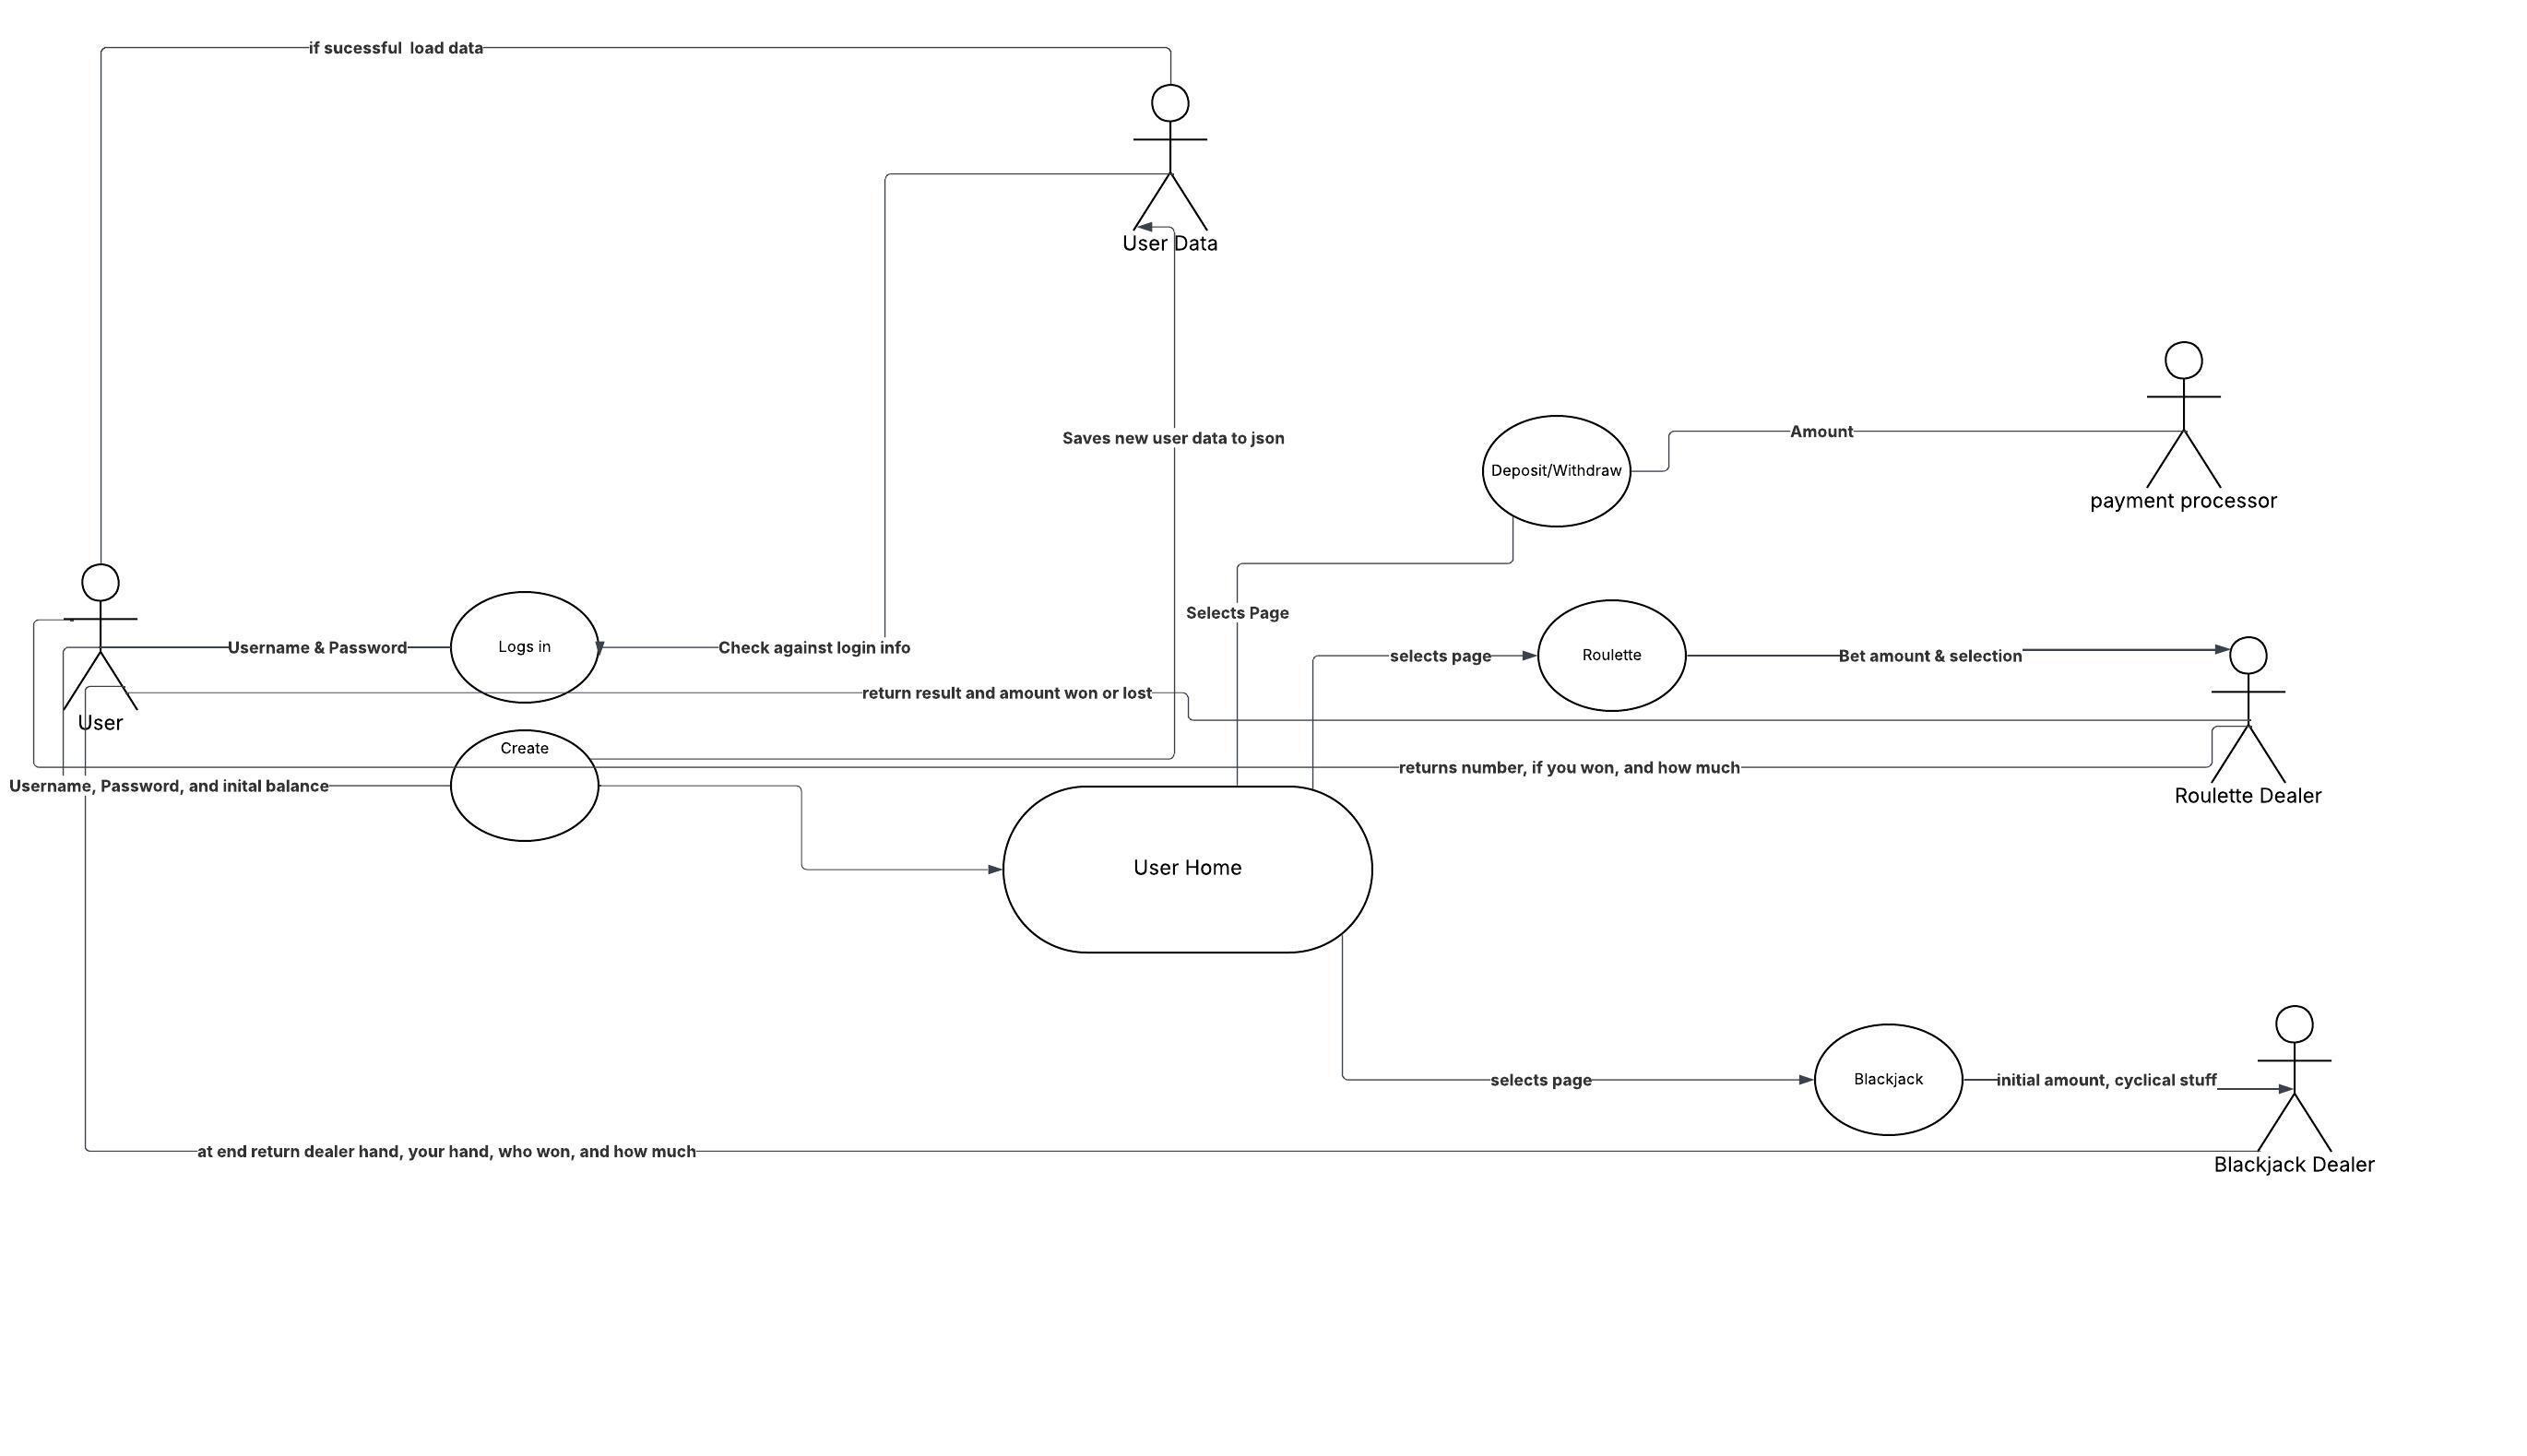 if sucessful  load data
User Data
Saves new user data to json
Amount
Deposit/Withdraw
payment processor
Selects Page
Username & Password
Logs in
Check against login info
selects page
Roulette
Bet amount & selection
return result and amount won or lost
User
Create
returns number, if you won, and how much
Username, Password, and inital balance
Roulette Dealer
User Home
selects page
Blackjack
initial amount, cyclical stuff
at end return dealer hand, your hand, who won, and how much
Blackjack Dealer